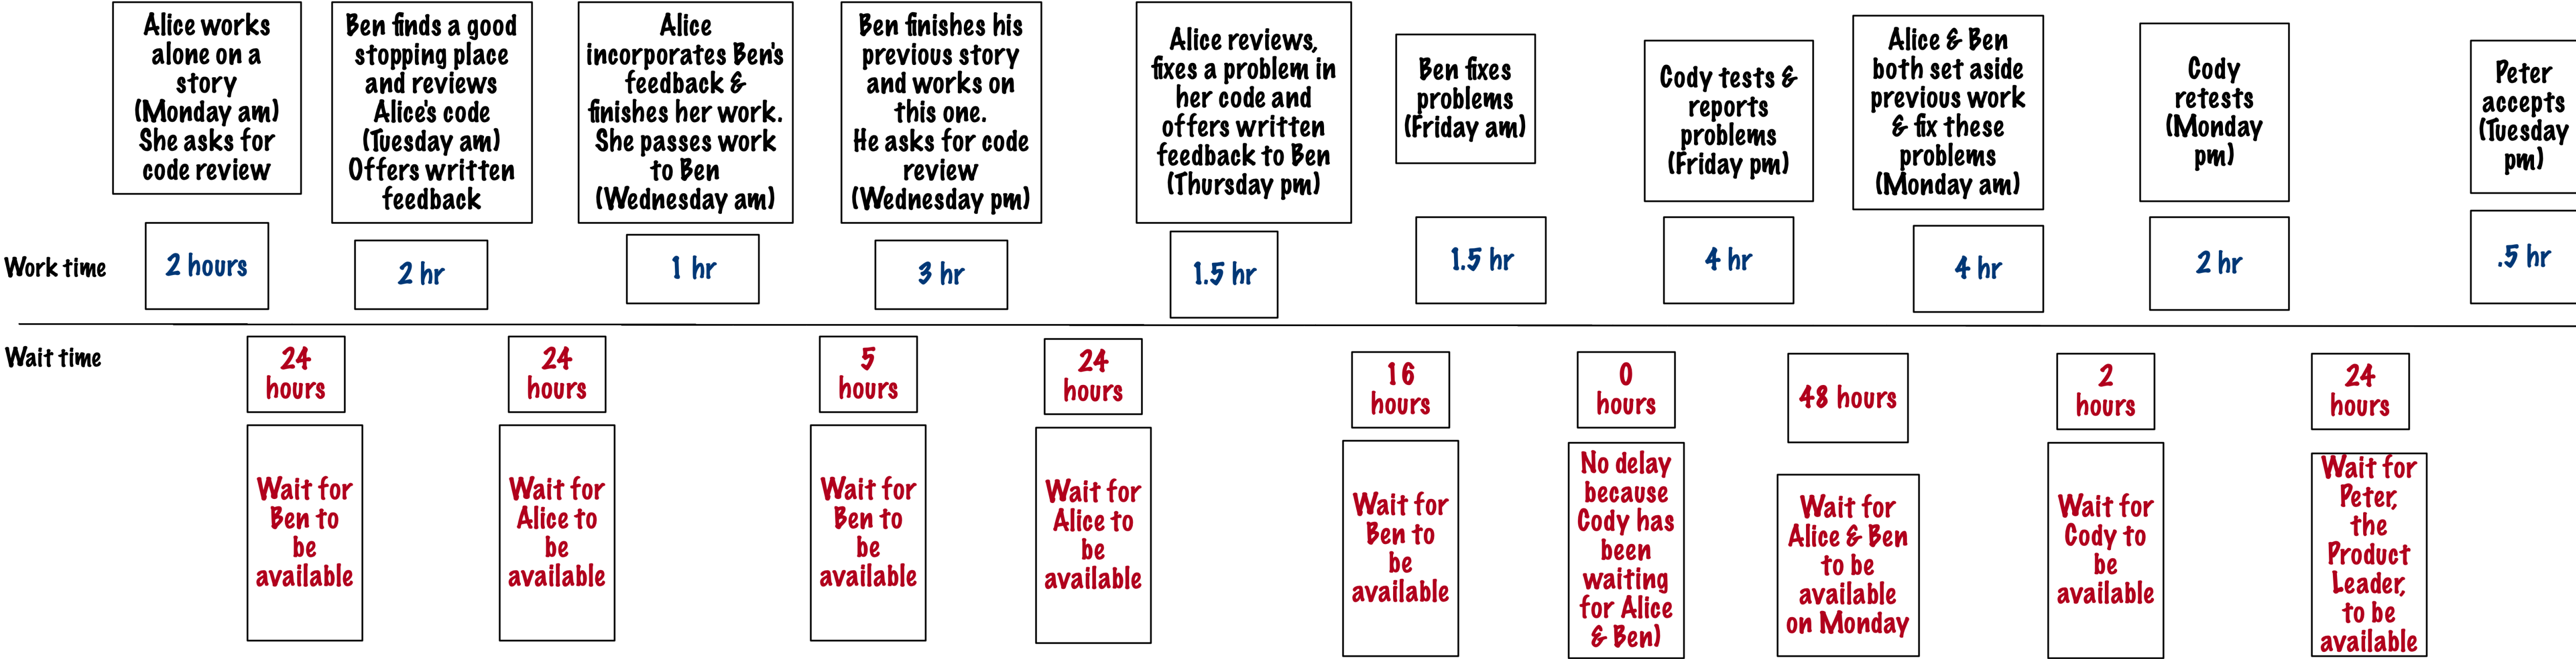 Alice works
alone on a
story
(Monday am)
She asks for
code review
Ben finds a good
stopping place
and reviews
Alice's code
(Tuesday am)
Offers written
feedback
Alice
incorporates Ben's
feedback &
finishes her work.
She passes work
to Ben
(Wednesday am)
Ben finishes his
previous story
and works on
this one.
He asks for code
review
(Wednesday pm)
Alice reviews,
fixes a problem in
her code and
offers written
feedback to Ben
(Thursday pm)
Ben fixes
problems
(Friday am)
Cody tests &
reports
problems
(Friday pm)
Alice & Ben
both set aside
previous work
& fix these
problems
(Monday am)
Cody
retests
(Monday
pm)
Peter
accepts
(Tuesday
pm)
Work time
2 hours
2 hr
1 hr
3 hr
1.5 hr
1.5 hr
4 hr
4 hr
2 hr
.5 hr
Wait time
24
hours
24
hours
5
hours
24
hours
16
hours
0
hours
48 hours
2
hours
24
hours
Wait for
Ben to
be
available
Wait for
Alice to
be
available
Wait for
Ben to
be
available
Wait for
Alice to
be
available
Wait for
Ben to
be
available
No delay
because
Cody has
been
waiting
for Alice
& Ben)
Wait for
Alice & Ben
to be
available
on Monday
Wait for
Cody to
be
available
Wait for
Peter,
the
Product
Leader,
to be
available